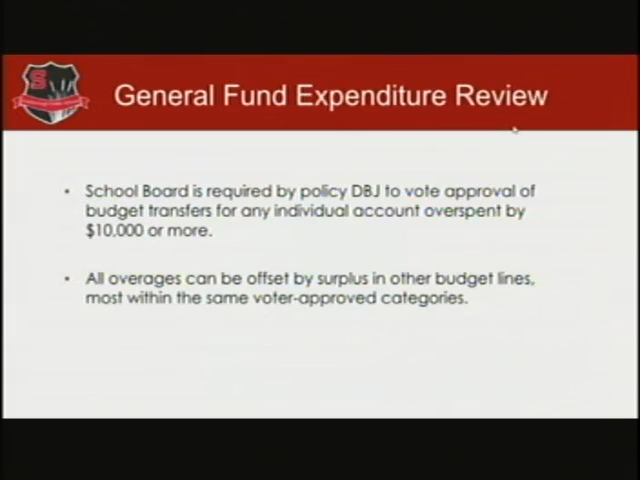 General Fund Expenditure Review
S
• School Board is required by policy DBJ to vote approval of
budget transfers for any individual account overspent by
$10,000 or more.
• All overages can be offset by surplus in other budget lines,
most within the same voter-approved categories.